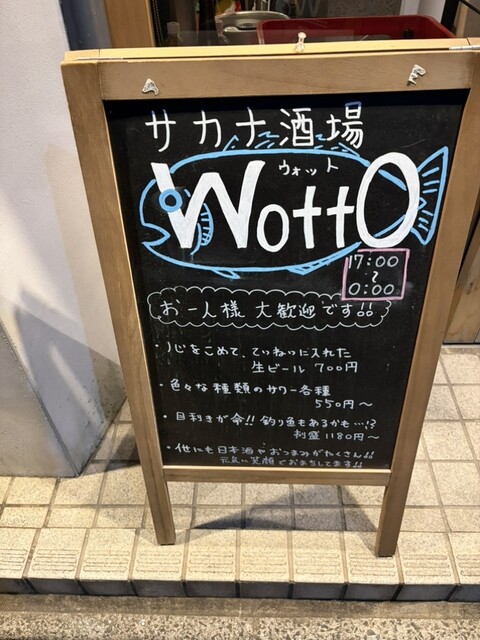 サカナ酒場
ウォット
WottO
17:00
~
0:00
お一人様 大歓迎です!!
・心をこめて、ていねいに入れた
生ビール 700円
・色々な種類のサワー各種
550円~
・目利きが命!! 釣り魚もあるかも…!?
刺盛 1180円~
・他にも日本酒やおつまみがたくさん!!
元気に笑顔でおまちしてます!!